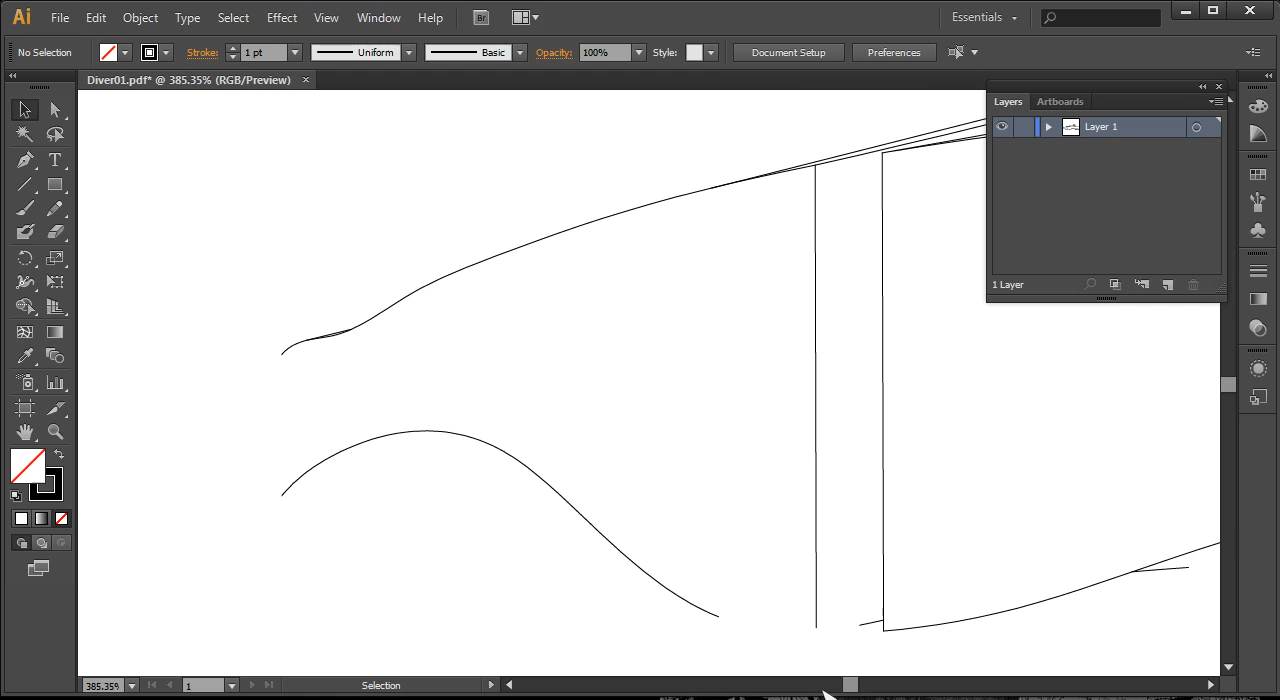 Ai File Edit Object Type Select Effect View Window Help Br Essentials
No Selection Stroke: 1 pt Uniform Basic Opacity: 100% Style: Document Setup Preferences
Diver01.pdf* @ 385.35% (RGB/Preview) ×
Layers Artboards
Layer 1
1 Layer
T
385.35% 1 Selection